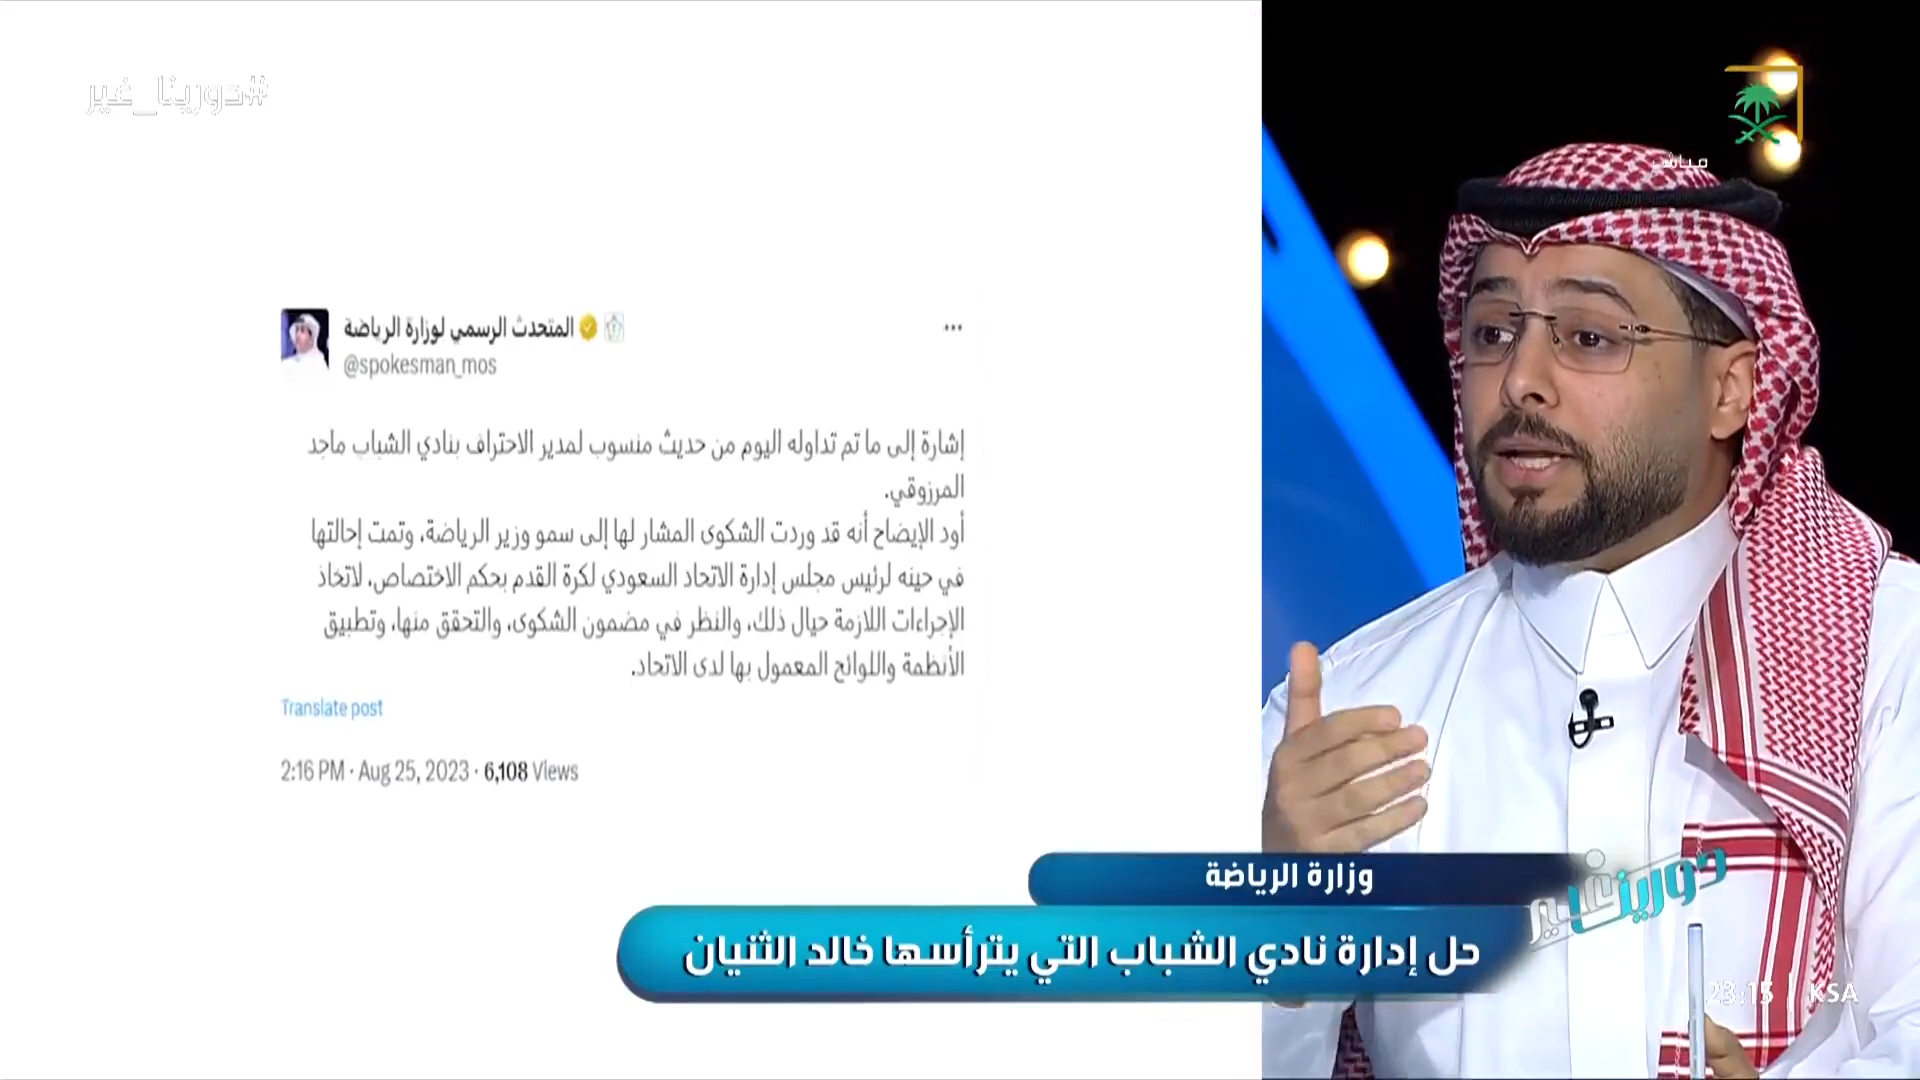 #دورينا_غير
مباشر
المتحدث الرسمي لوزارة الرياضة
@spokesman_mos
إشارة إلى ما تم تداوله اليوم من حديث منسوب لمدير الاحتراف بنادي الشباب ماجد
المرزوقي.
أود الإيضاح أنه قد وردت الشكوى المشار لها إلى سمو وزير الرياضة، وتمت إحالتها
في حينه لرئيس مجلس إدارة الاتحاد السعودي لكرة القدم بحكم الاختصاص، لاتخاذ
الإجراءات اللازمة حيال ذلك، والنظر في مضمون الشكوى، والتحقق منها، وتطبيق
الأنظمة واللوائح المعمول بها لدى الاتحاد.
Translate post
2:16 PM · Aug 25, 2023 · 6,108 Views
وزارة الرياضة
دورينا غير
حل إدارة نادي الشباب التي يترأسها خالد الثنيان
23:15 KSA